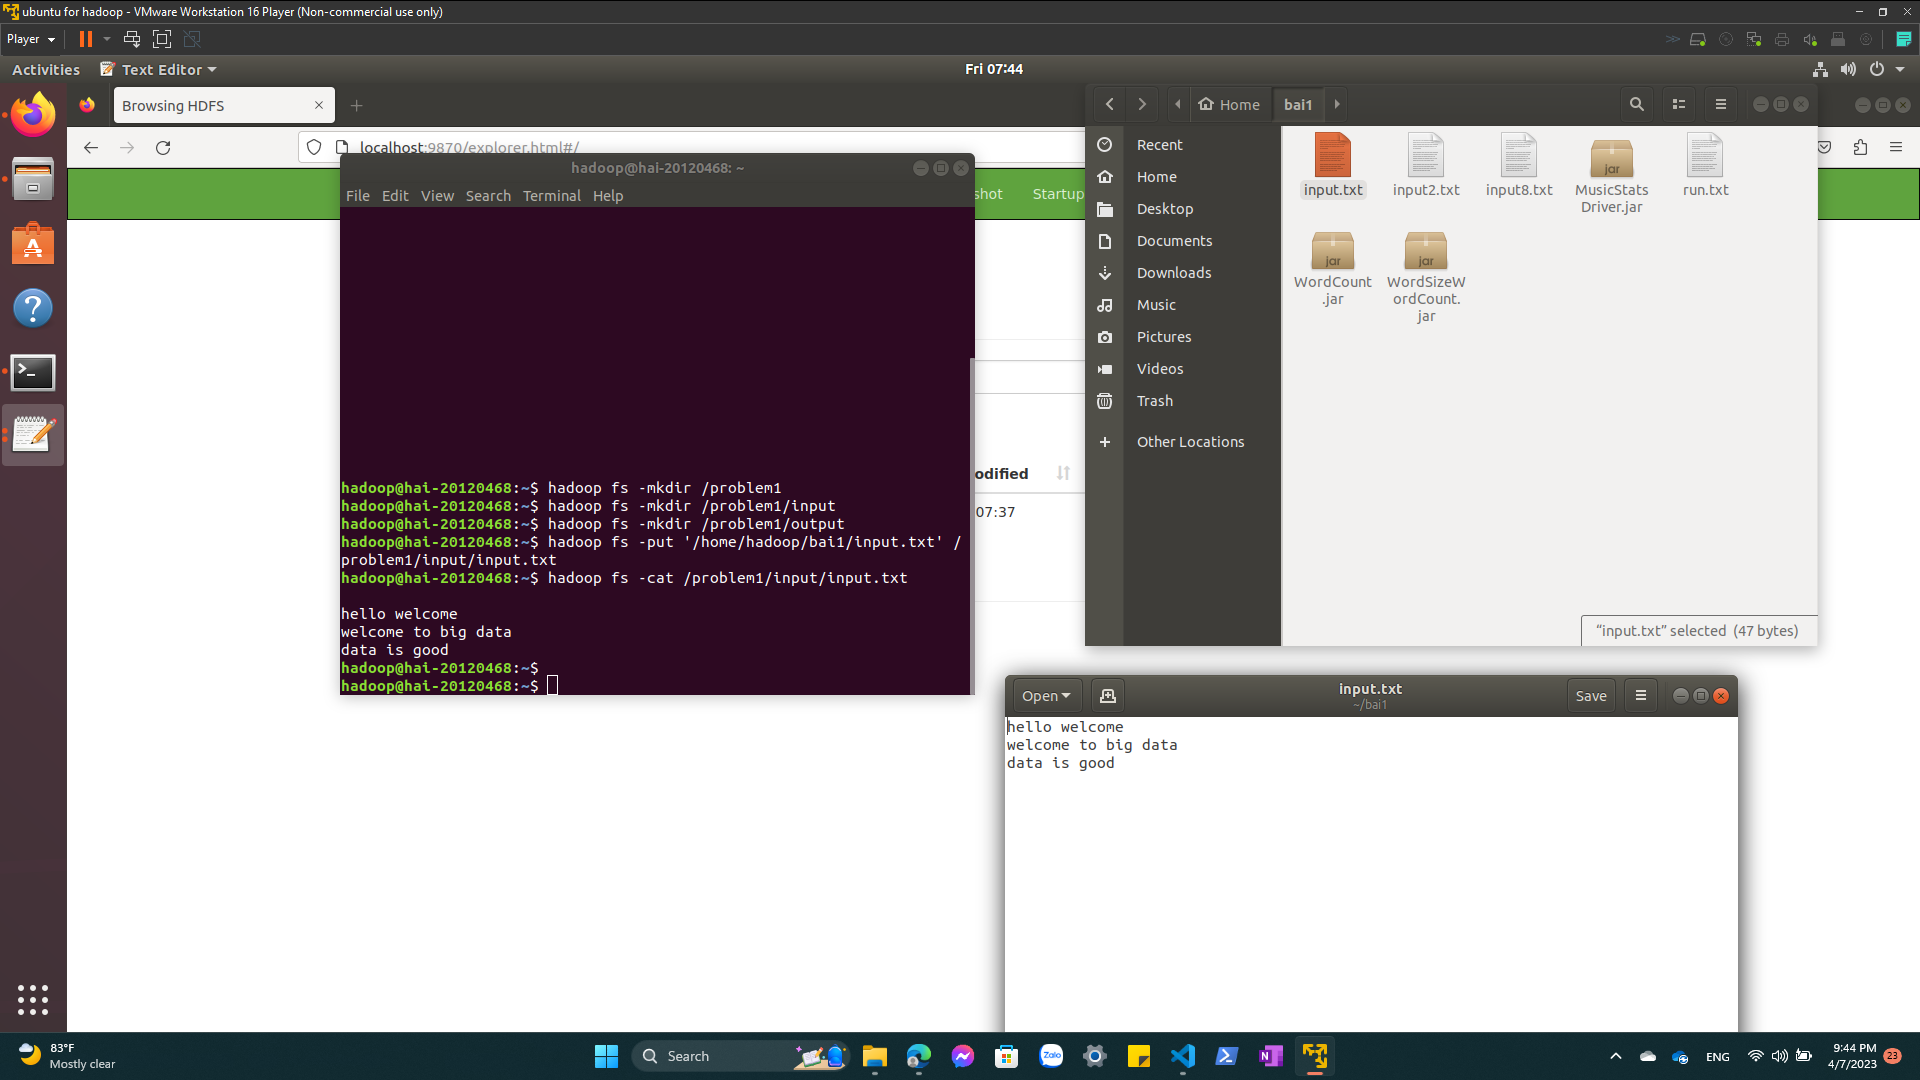 ubuntu for hadoop - VMware Workstation 16 Player (Non-commercial use only)
Player
Activities
Text Editor
Fri 07:44
Browsing HDFS
localhost:9870/explorer.html#/
shot
Startup
odified
07:37
hadoop@hai-20120468: ~
File Edit View Search Terminal Help
hadoop@hai-20120468:~$ hadoop fs -mkdir /problem1
hadoop@hai-20120468:~$ hadoop fs -mkdir /problem1/input
hadoop@hai-20120468:~$ hadoop fs -mkdir /problem1/output
hadoop@hai-20120468:~$ hadoop fs -put '/home/hadoop/bai1/input.txt' /
problem1/input/input.txt
hadoop@hai-20120468:~$ hadoop fs -cat /problem1/input/input.txt
hello welcome
welcome to big data
data is good
hadoop@hai-20120468:~$
hadoop@hai-20120468:~$
Home
bai1
Recent
Home
Desktop
Documents
Downloads
Music
Pictures
Videos
Trash
Other Locations
input.txt
input2.txt
input8.txt
jar
MusicStats
Driver.jar
run.txt
jar
WordCount
.jar
jar
WordSizeW
ordCount.
jar
“input.txt” selected (47 bytes)
Open
input.txt
~/bai1
Save
hello welcome
welcome to big data
data is good
83°F
Mostly clear
Search
Zalo
ENG
9:44 PM
4/7/2023
23